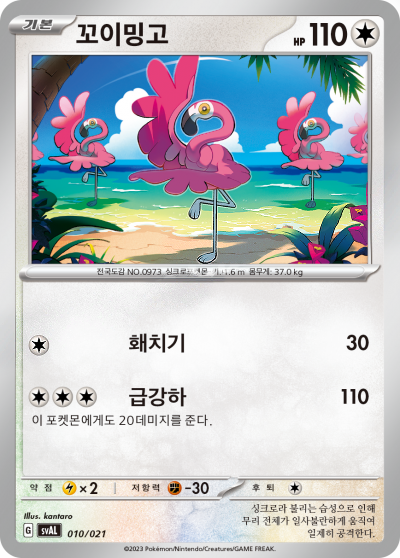 기본
꼬이밍고
HP 110
전국도감 NO.0973 싱크로포켓몬 키:1.6 m 몸무게: 37.0 kg
홰치기 30
급강하 110
이 포켓몬에게도 20데미지를 준다.
약점 ×2 저항력 -30 후퇴
Illus. kantaro
G svAL 010/021
싱크로라 불리는 습성으로 인해
무리 전체가 일사불란하게 움직여
일제히 공격한다.
©2023 Pokémon/Nintendo/Creatures/GAME FREAK.